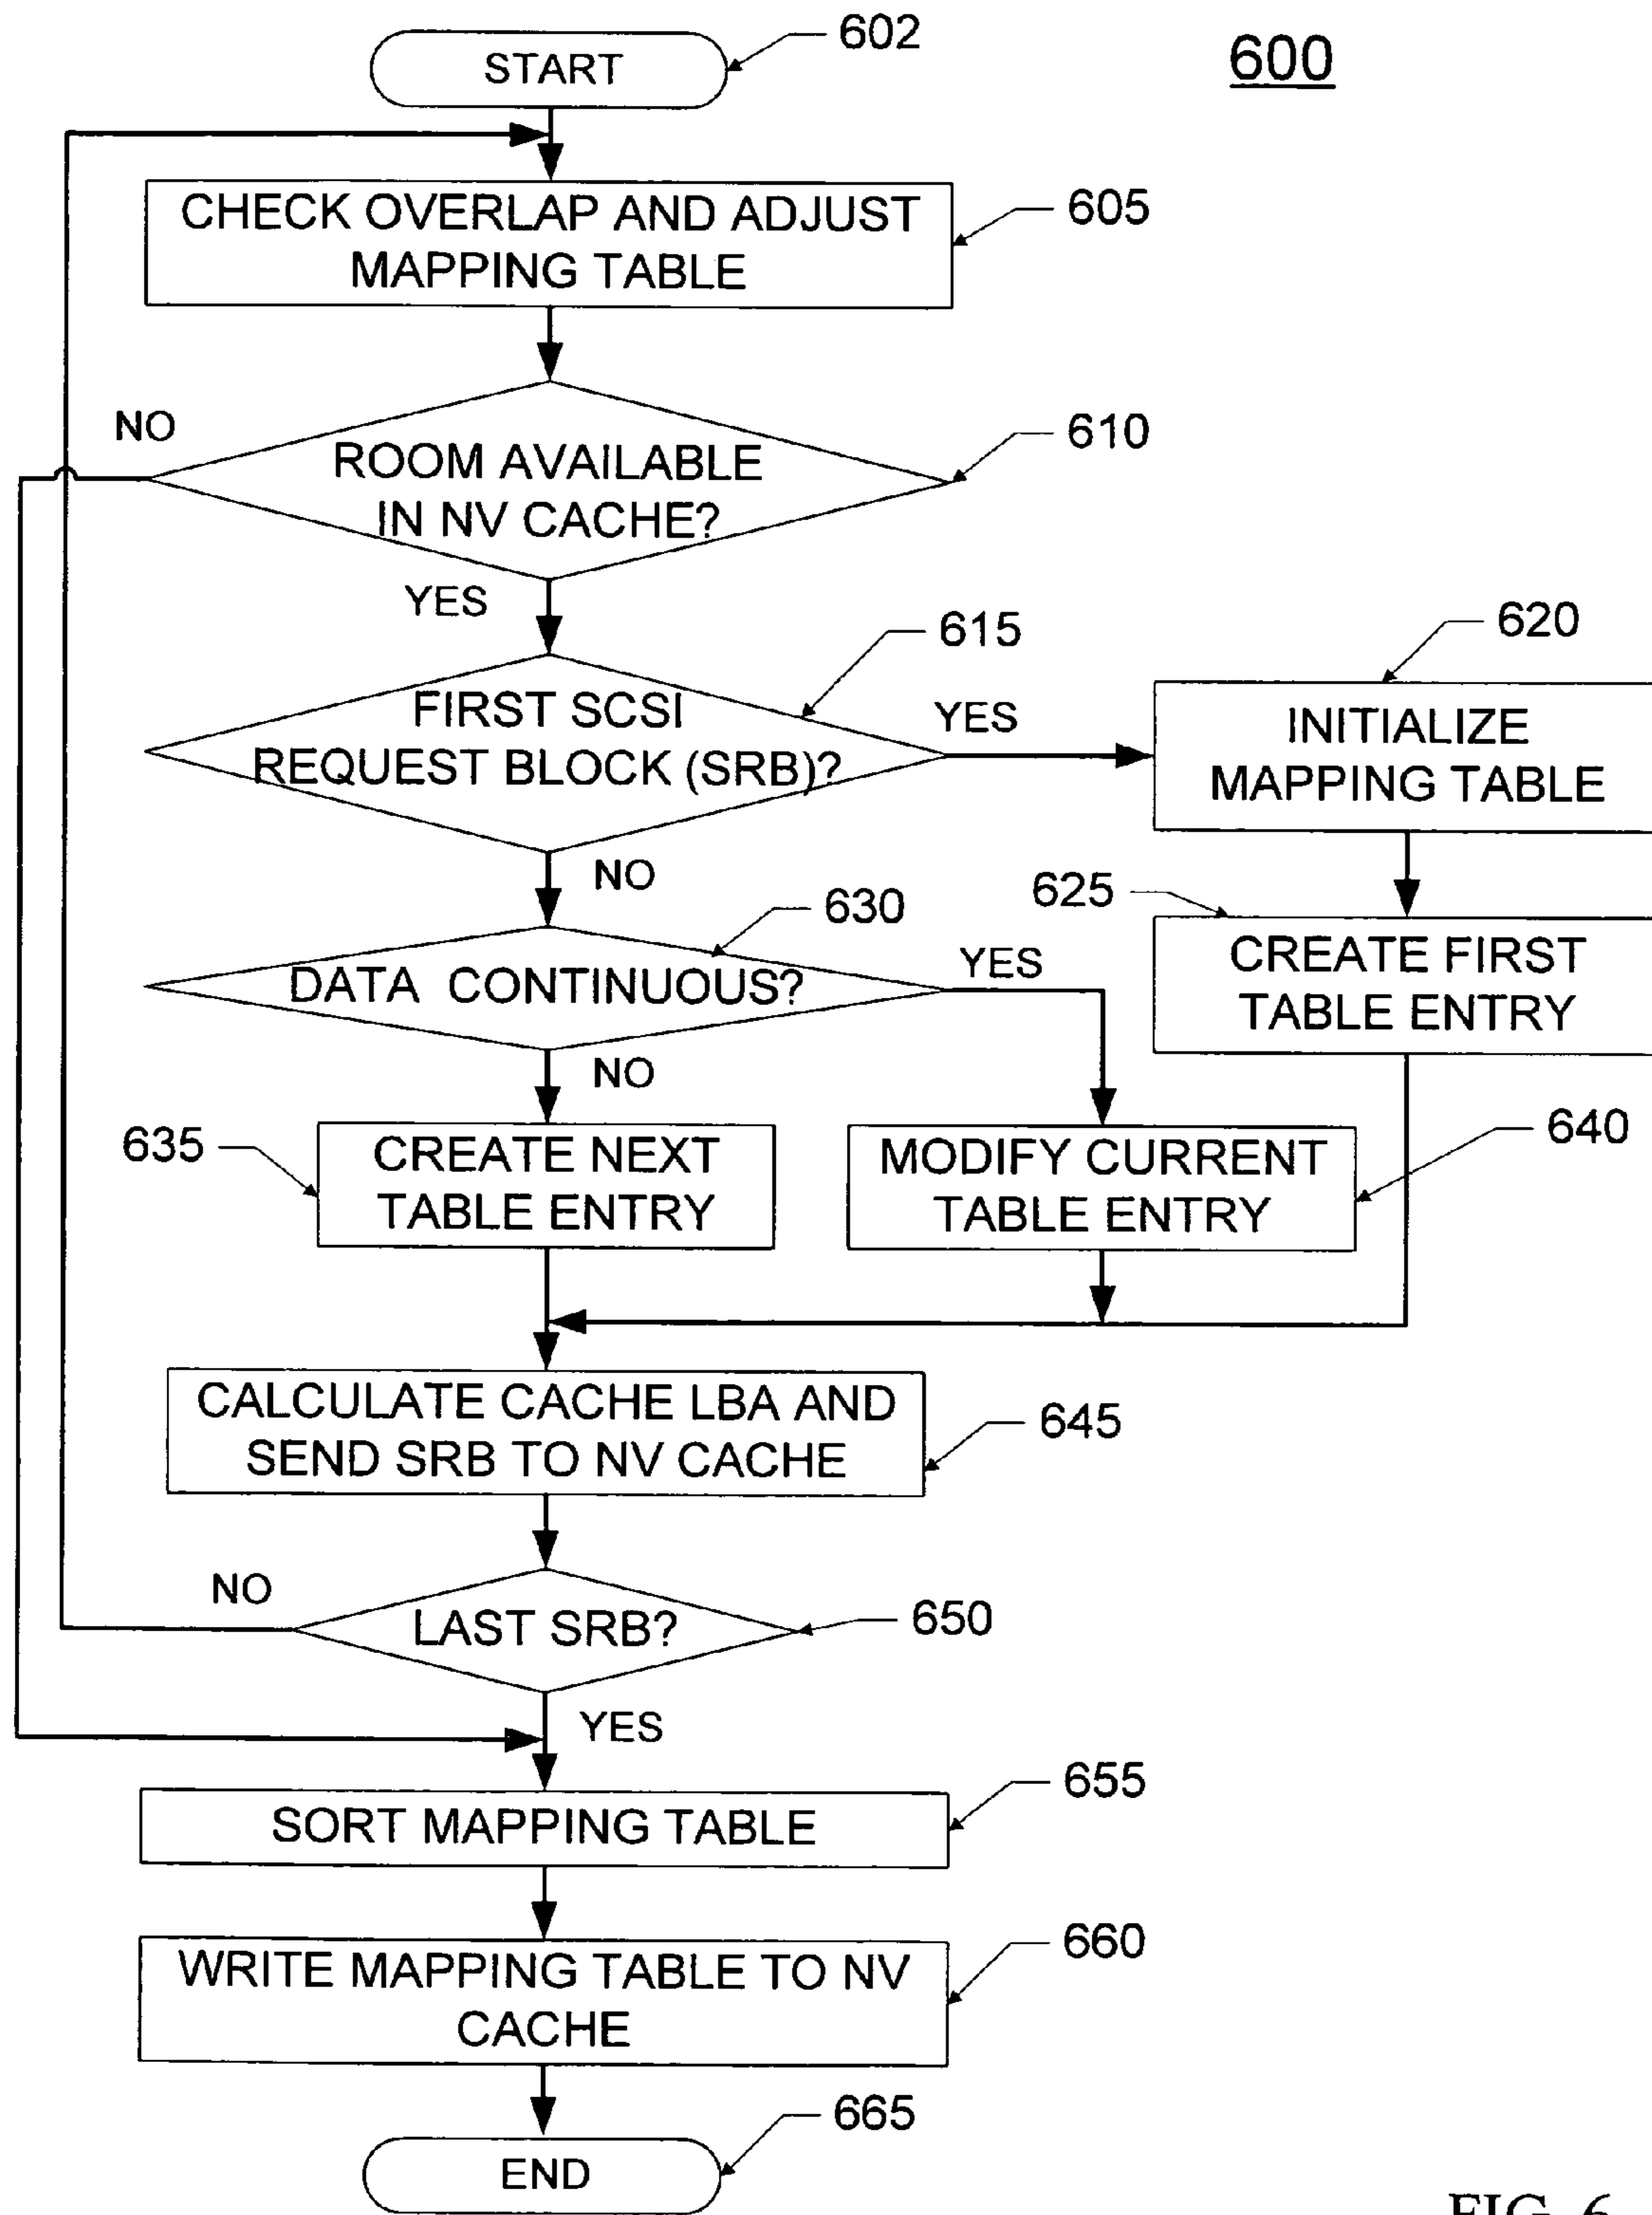 602
600
START
CHECK OVERLAP AND ADJUST
MAPPING TABLE
605
NO
ROOM AVAILABLE
IN NV CACHE?
610
YES
FIRST SCSI
REQUEST BLOCK (SRB)?
615
YES
620
INITIALIZE
MAPPING TABLE
NO
625
CREATE FIRST
TABLE ENTRY
630
DATA CONTINUOUS?
YES
NO
635
CREATE NEXT
TABLE ENTRY
MODIFY CURRENT
TABLE ENTRY
640
CALCULATE CACHE LBA AND
SEND SRB TO NV CACHE
645
NO
LAST SRB?
650
YES
655
SORT MAPPING TABLE
WRITE MAPPING TABLE TO NV
CACHE
660
665
END
FIG. 6